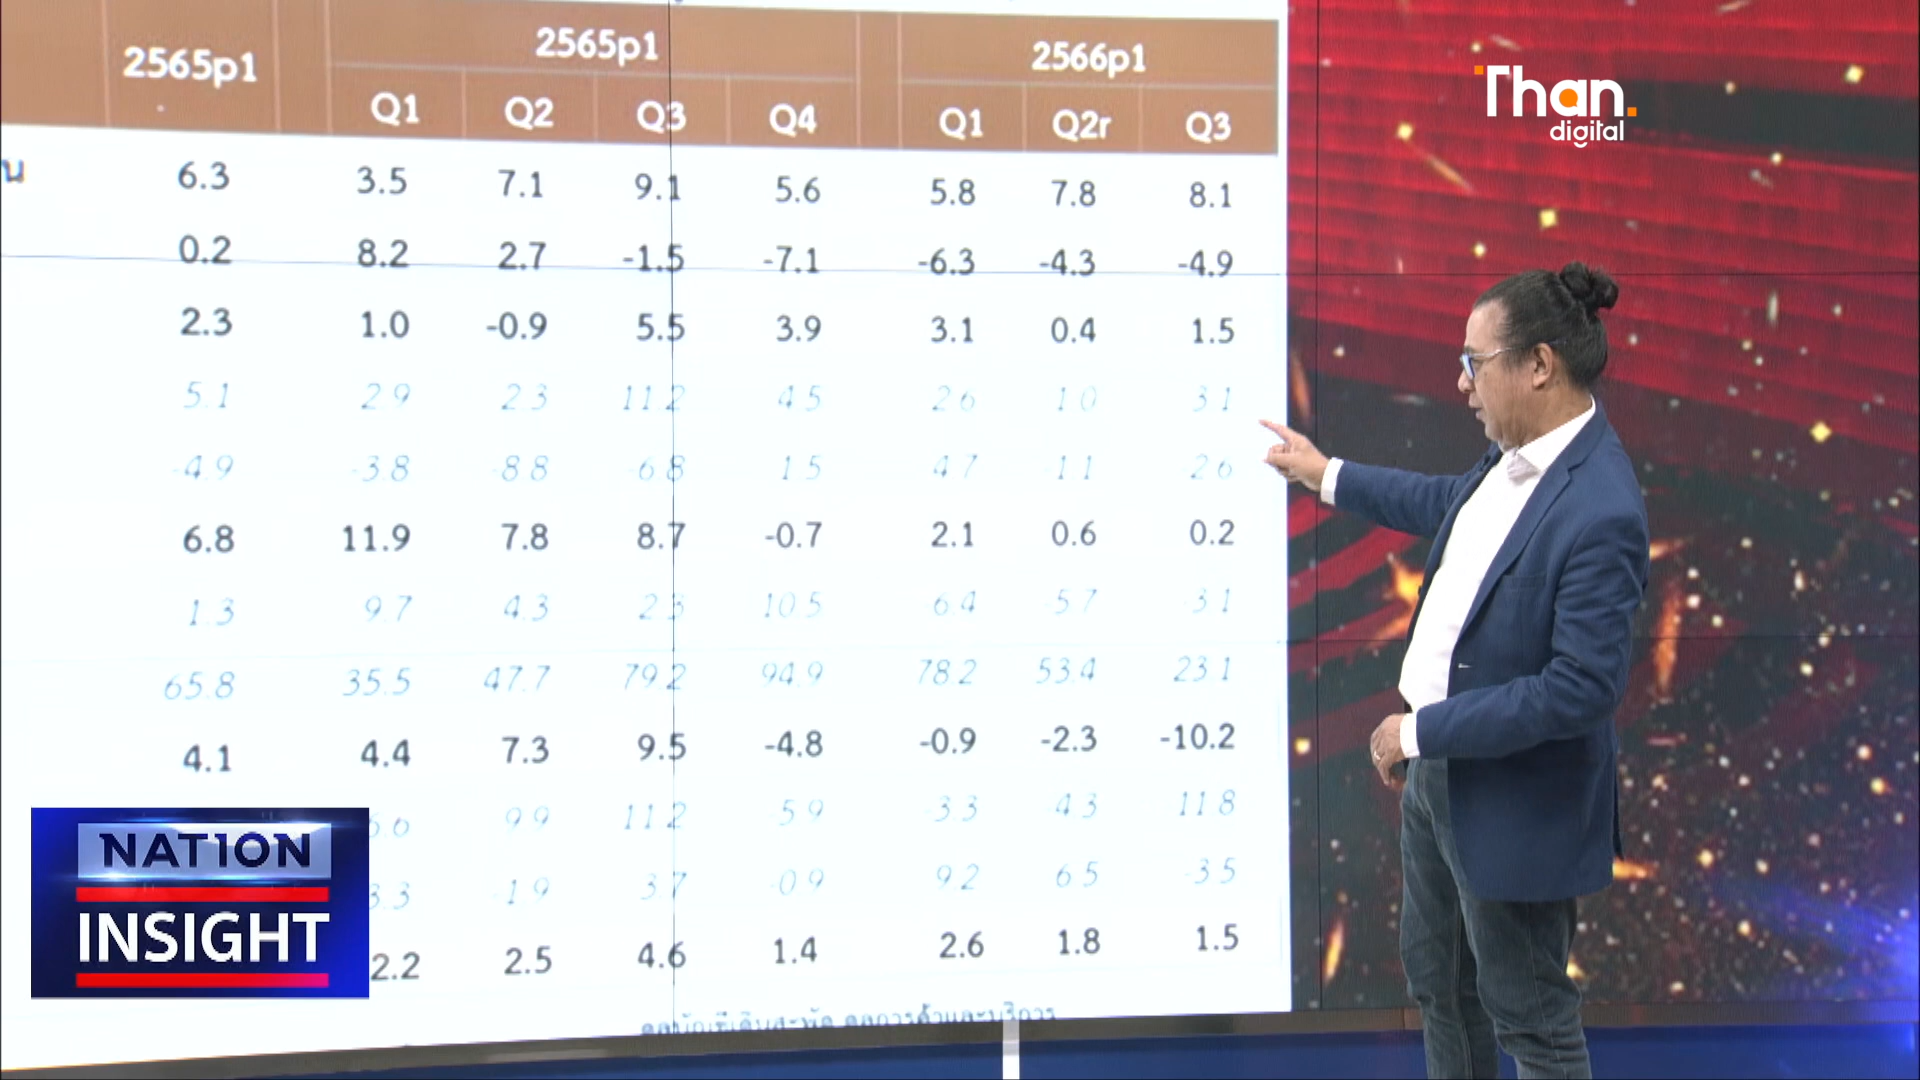 2565p1 2565p1 2566p1
Q1 Q2 Q3 Q4 Q1 Q2r Q3
น 6.3 3.5 7.1 9.1 5.6 5.8 7.8 8.1
0.2 8.2 2.7 -1.5 -7.1 -6.3 -4.3 -4.9
2.3 1.0 -0.9 5.5 3.9 3.1 0.4 1.5
5.1 2.9 2.3 11.2 4.5 2.6 1.0 3.1
-4.9 -3.8 -8.8 -6.8 1.5 4.7 -1.1 -2.6
6.8 11.9 7.8 8.7 -0.7 2.1 0.6 0.2
1.3 9.7 4.3 2.3 10.5 6.4 5.7 3.1
65.8 35.5 47.7 79.2 94.9 78.2 53.4 23.1
4.1 4.4 7.3 9.5 -4.8 -0.9 -2.3 -10.2
9.9 11.2 5.9 3.3 4.3 11.8
3.3 -1.9 3.7 -0.9 9.2 6.5 3.5
2.2 2.5 4.6 1.4 2.6 1.8 1.5
Than.
digital
NATION
INSIGHT